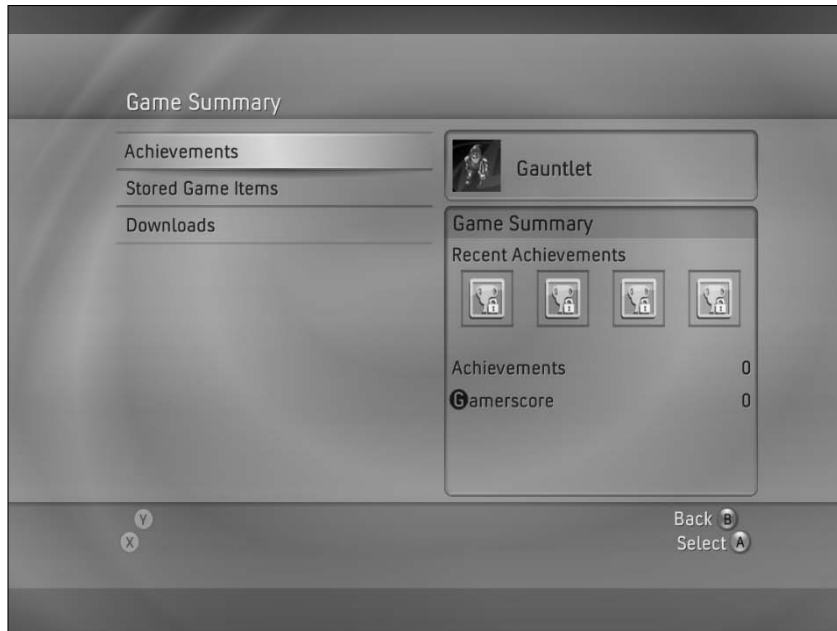 Game Summary
Achievements
Stored Game Items
Downloads
Gauntlet
Game Summary
Recent Achievements
Achievements 0
Gamerscore 0
Y
X
Back B
Select A